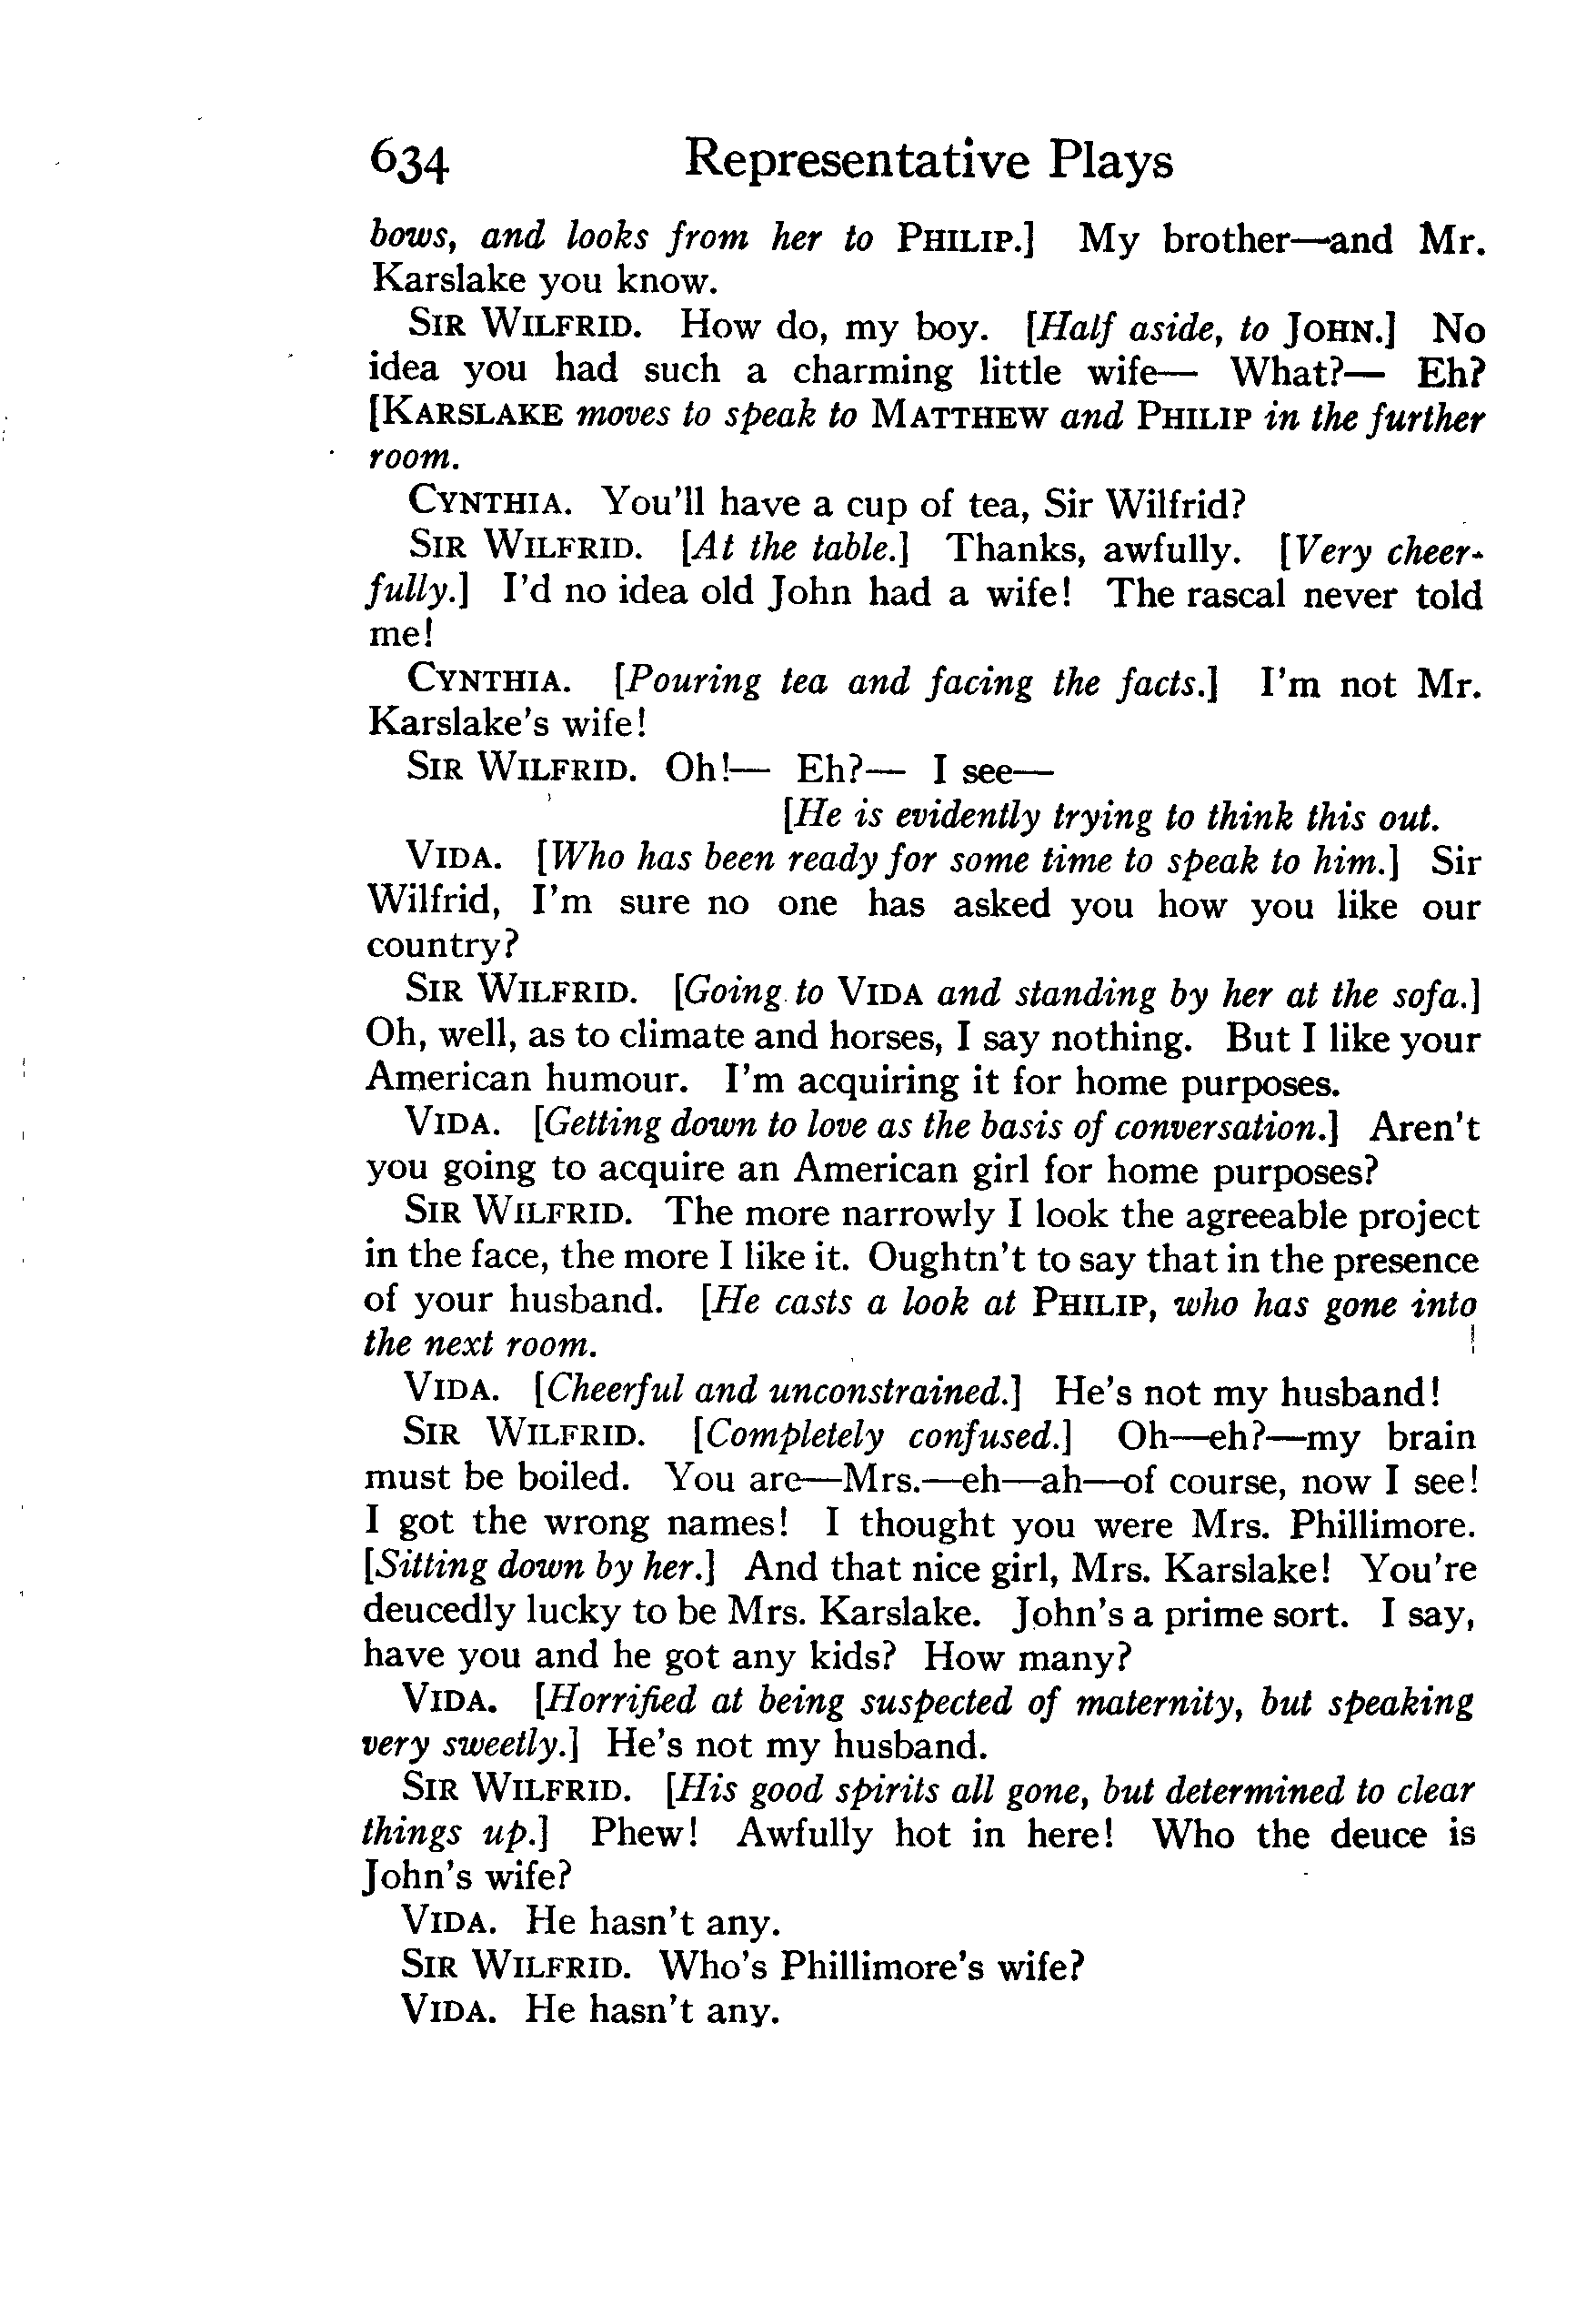 634 Representative Plays
bows, and looks from her to PHILIP.] My brother—and Mr.
Karslake you know.
SIR WILFRID. How do, my boy. [Half aside, to JOHN.] No
idea you had such a charming little wife— What?— Eh?
[KARSLAKE moves to speak to MATTHEW and PHILIP in the further
room.
CYNTHIA. You'll have a cup of tea, Sir Wilfrid?
SIR WILFRID. [At the table.] Thanks, awfully. [Very cheer-
fully.] I'd no idea old John had a wife! The rascal never told
me!
CYNTHIA. [Pouring tea and facing the facts.] I'm not Mr.
Karslake's wife!
SIR WILFRID. Oh!— Eh?— I see—
[He is evidently trying to think this out.
VIDA. [Who has been ready for some time to speak to him.] Sir
Wilfrid, I'm sure no one has asked you how you like our
country?
SIR WILFRID. [Going to VIDA and standing by her at the sofa.]
Oh, well, as to climate and horses, I say nothing. But I like your
American humour. I'm acquiring it for home purposes.
VIDA. [Getting down to love as the basis of conversation.] Aren't
you going to acquire an American girl for home purposes?
SIR WILFRID. The more narrowly I look the agreeable project
in the face, the more I like it. Oughtn't to say that in the presence
of your husband. [He casts a look at PHILIP, who has gone into
the next room.
VIDA. [Cheerful and unconstrained.] He's not my husband!
SIR WILFRID. [Completely confused.] Oh—eh?—my brain
must be boiled. You are—Mrs.—eh—ah—of course, now I see!
I got the wrong names! I thought you were Mrs. Phillimore.
[Sitting down by her.] And that nice girl, Mrs. Karslake! You're
deucedly lucky to be Mrs. Karslake. John's a prime sort. I say,
have you and he got any kids? How many?
VIDA. [Horrified at being suspected of maternity, but speaking
very sweetly.] He's not my husband.
SIR WILFRID. [His good spirits all gone, but determined to clear
things up.] Phew! Awfully hot in here! Who the deuce is
John's wife?
VIDA. He hasn't any.
SIR WILFRID. Who's Phillimore's wife?
VIDA. He hasn't any.